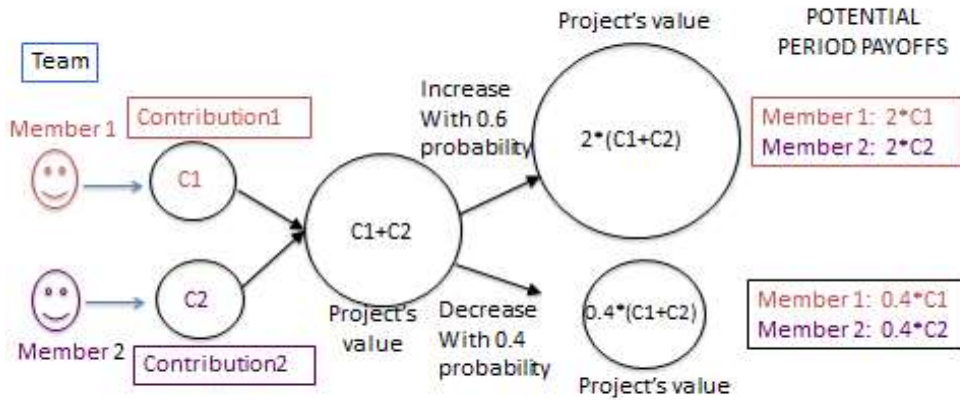 Team
Member 1
Contribution1
C1
Member 2
C2
Contribution2
C1+C2
Project's
value
Increase
With 0.6
probability
Decrease
With 0.4
probability
Project's value
2*(C1+C2)
0.4*(C1+C2)
Project's value
POTENTIAL
PERIOD PAYOFFS
Member 1: 2*C1
Member 2: 2*C2
Member 1: 0.4*C1
Member 2: 0.4*C2